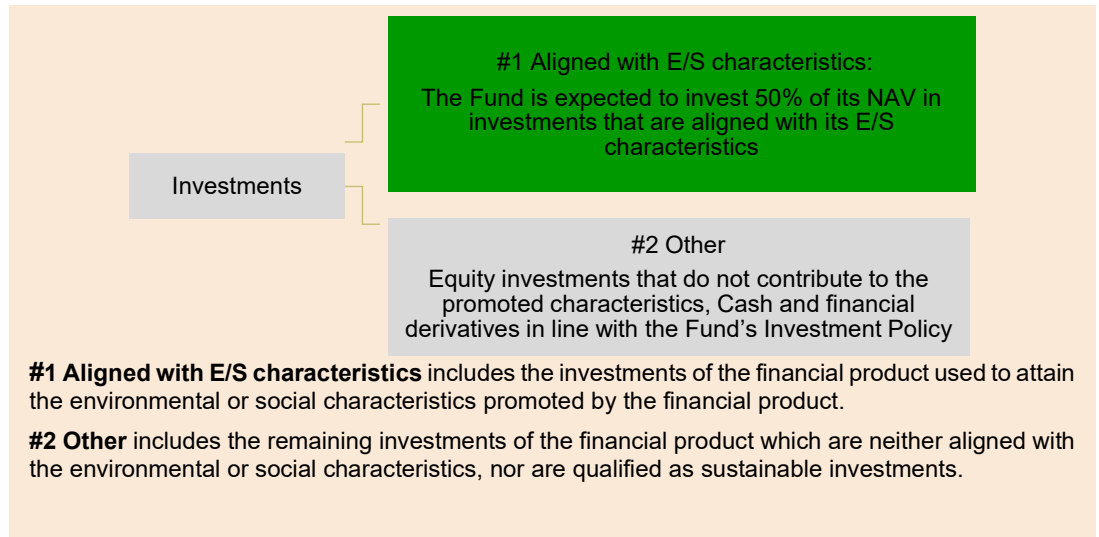 #1 Aligned with E/S characteristics:
The Fund is expected to invest 50% of its NAV in
investments that are aligned with its E/S
characteristics
Investments
#2 Other
Equity investments that do not contribute to the
promoted characteristics, Cash and financial
derivatives in line with the Fund’s Investment Policy
#1 Aligned with E/S characteristics includes the investments of the financial product used to attain
the environmental or social characteristics promoted by the financial product.
#2 Other includes the remaining investments of the financial product which are neither aligned with
the environmental or social characteristics, nor are qualified as sustainable investments.